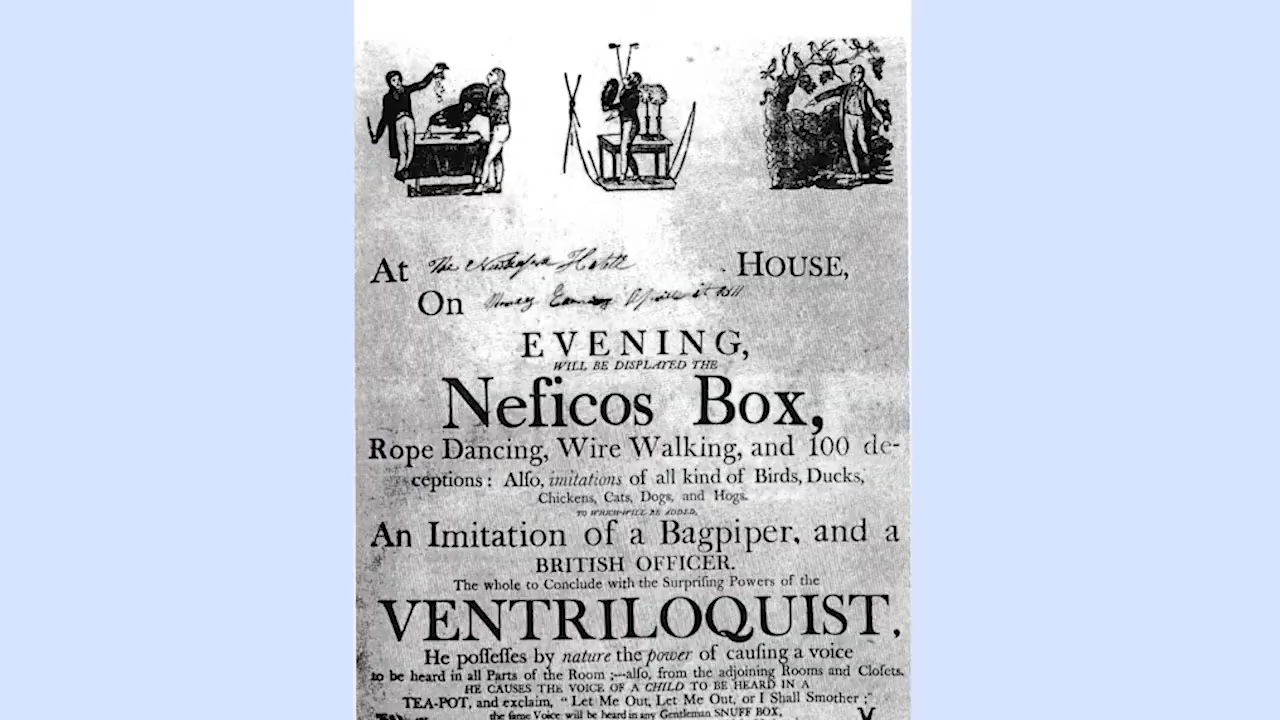 At The Hotel HOUSE,
On Evening
EVENING,
WILL BE DISPLAYED THE
Neficos Box,
Rope Dancing, Wire Walking, and 100 de-
ceptions : Alſo, imitations of all kind of Birds, Ducks,
Chickens, Cats, Dogs, and Hogs.
TO WHICH WILL BE ADDED,
An Imitation of a Bagpiper, and a
BRITISH OFFICER.
The whole to Conclude with the Surpriſing Powers of the
VENTRILOQUIST,
He poſſeſſes by nature the power of cauſing a voice
to be heard in all Parts of the Room ;—alſo, from the adjoining Rooms and Cloſets.
HE CAUSES THE VOICE OF A CHILD TO BE HEARD IN A
TEA-POT, and exclaim, “ Let Me Out, Let Me Out, or I Shall Smother ;”
the ſame Voice will be heard in any Gentleman SNUFF BOX,